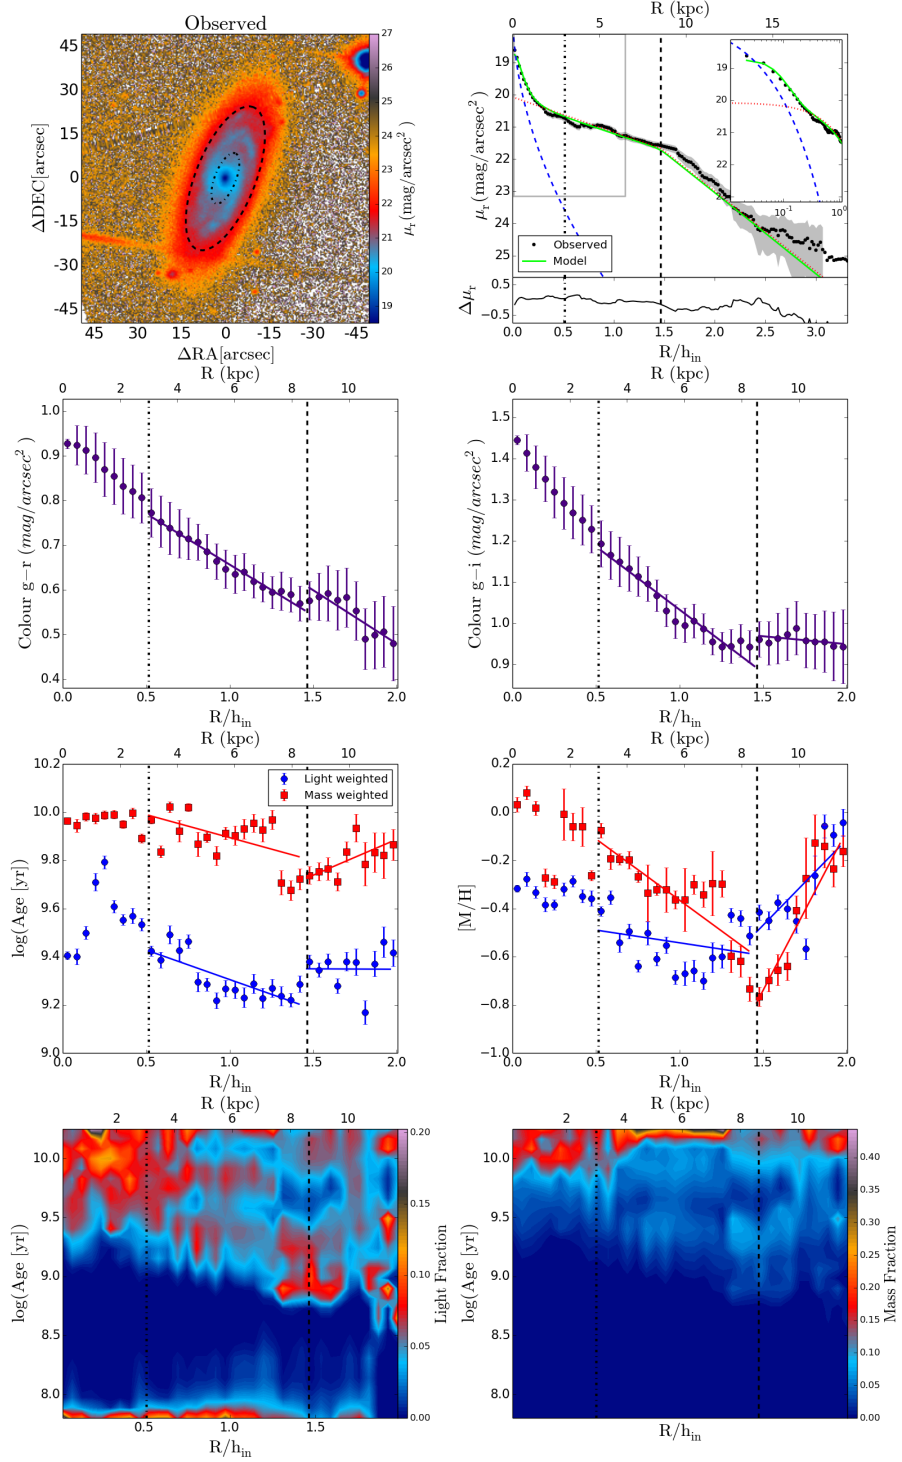 Observed
45
30
15
0
-15
-30
-45
45 15 0 -15 -30 -45
ΔDEC[arcsec]
ΔRA[arcsec]
27
26
25
24
23
22
21
20
19
18
μr(mag/arcsec²)
R (kpc)
0 5 10 15
18
19
20
21
22
23
24
25
μr(mag/arcsec²)
Observed
Model
18
19
20
21
22
23
10⁻¹ 10⁰
0.5
−0.5
Δμr
0.0 0.5 1.0 1.5 2.0 2.5 3.0
R/hin
R (kpc)
0 2 4 6 8 10
1.0
0.9
0.8
0.7
0.6
0.5
0.4
Colour g−r (mag/arcsec²)
0.0 0.5 1.0 1.5 2.0
R/hin
R (kpc)
0 2 4 6 8 10
1.5
1.4
1.3
1.2
1.1
1.0
0.9
Colour g−i (mag/arcsec²)
0.0 0.5 1.0 1.5 2.0
R/hin
R (kpc)
0 2 4 6 8 10
10.2
10.0
9.8
9.6
9.4
9.2
9.0
log(Age [yr])
Light weighted
Mass weighted
0.0 0.5 1.0 1.5 2.0
R/hin
R (kpc)
0 2 4 6 8 10
0.2
0.0
−0.2
−0.4
−0.6
−0.8
−1.0
[M/H]
0.0 0.5 1.0 1.5 2.0
R/hin
R (kpc)
2 4 6 8 10
10.0
9.5
9.0
8.5
8.0
log(Age [yr])
0.5 1.0 1.5
R/hin
0.20
0.15
0.10
0.05
0.00
Light Fraction
R (kpc)
2 4 6 8 10
10.0
9.5
9.0
8.5
8.0
log(Age [yr])
R/hin
0.40
0.35
0.30
0.25
0.20
0.15
0.10
0.05
0.00
Mass Fraction